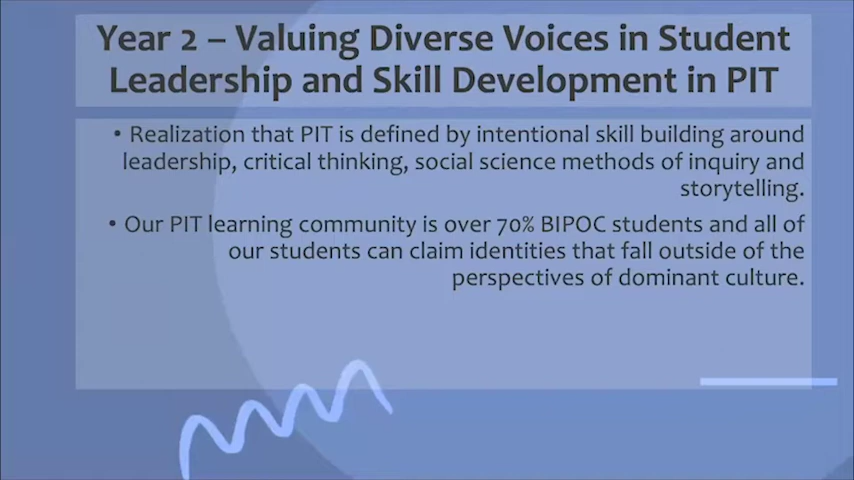 Year 2 – Valuing Diverse Voices in Student
Leadership and Skill Development in PIT
• Realization that PIT is defined by intentional skill building around
leadership, critical thinking, social science methods of inquiry and
storytelling.
• Our PIT learning community is over 70% BIPOC students and all of
our students can claim identities that fall outside of the
perspectives of dominant culture.